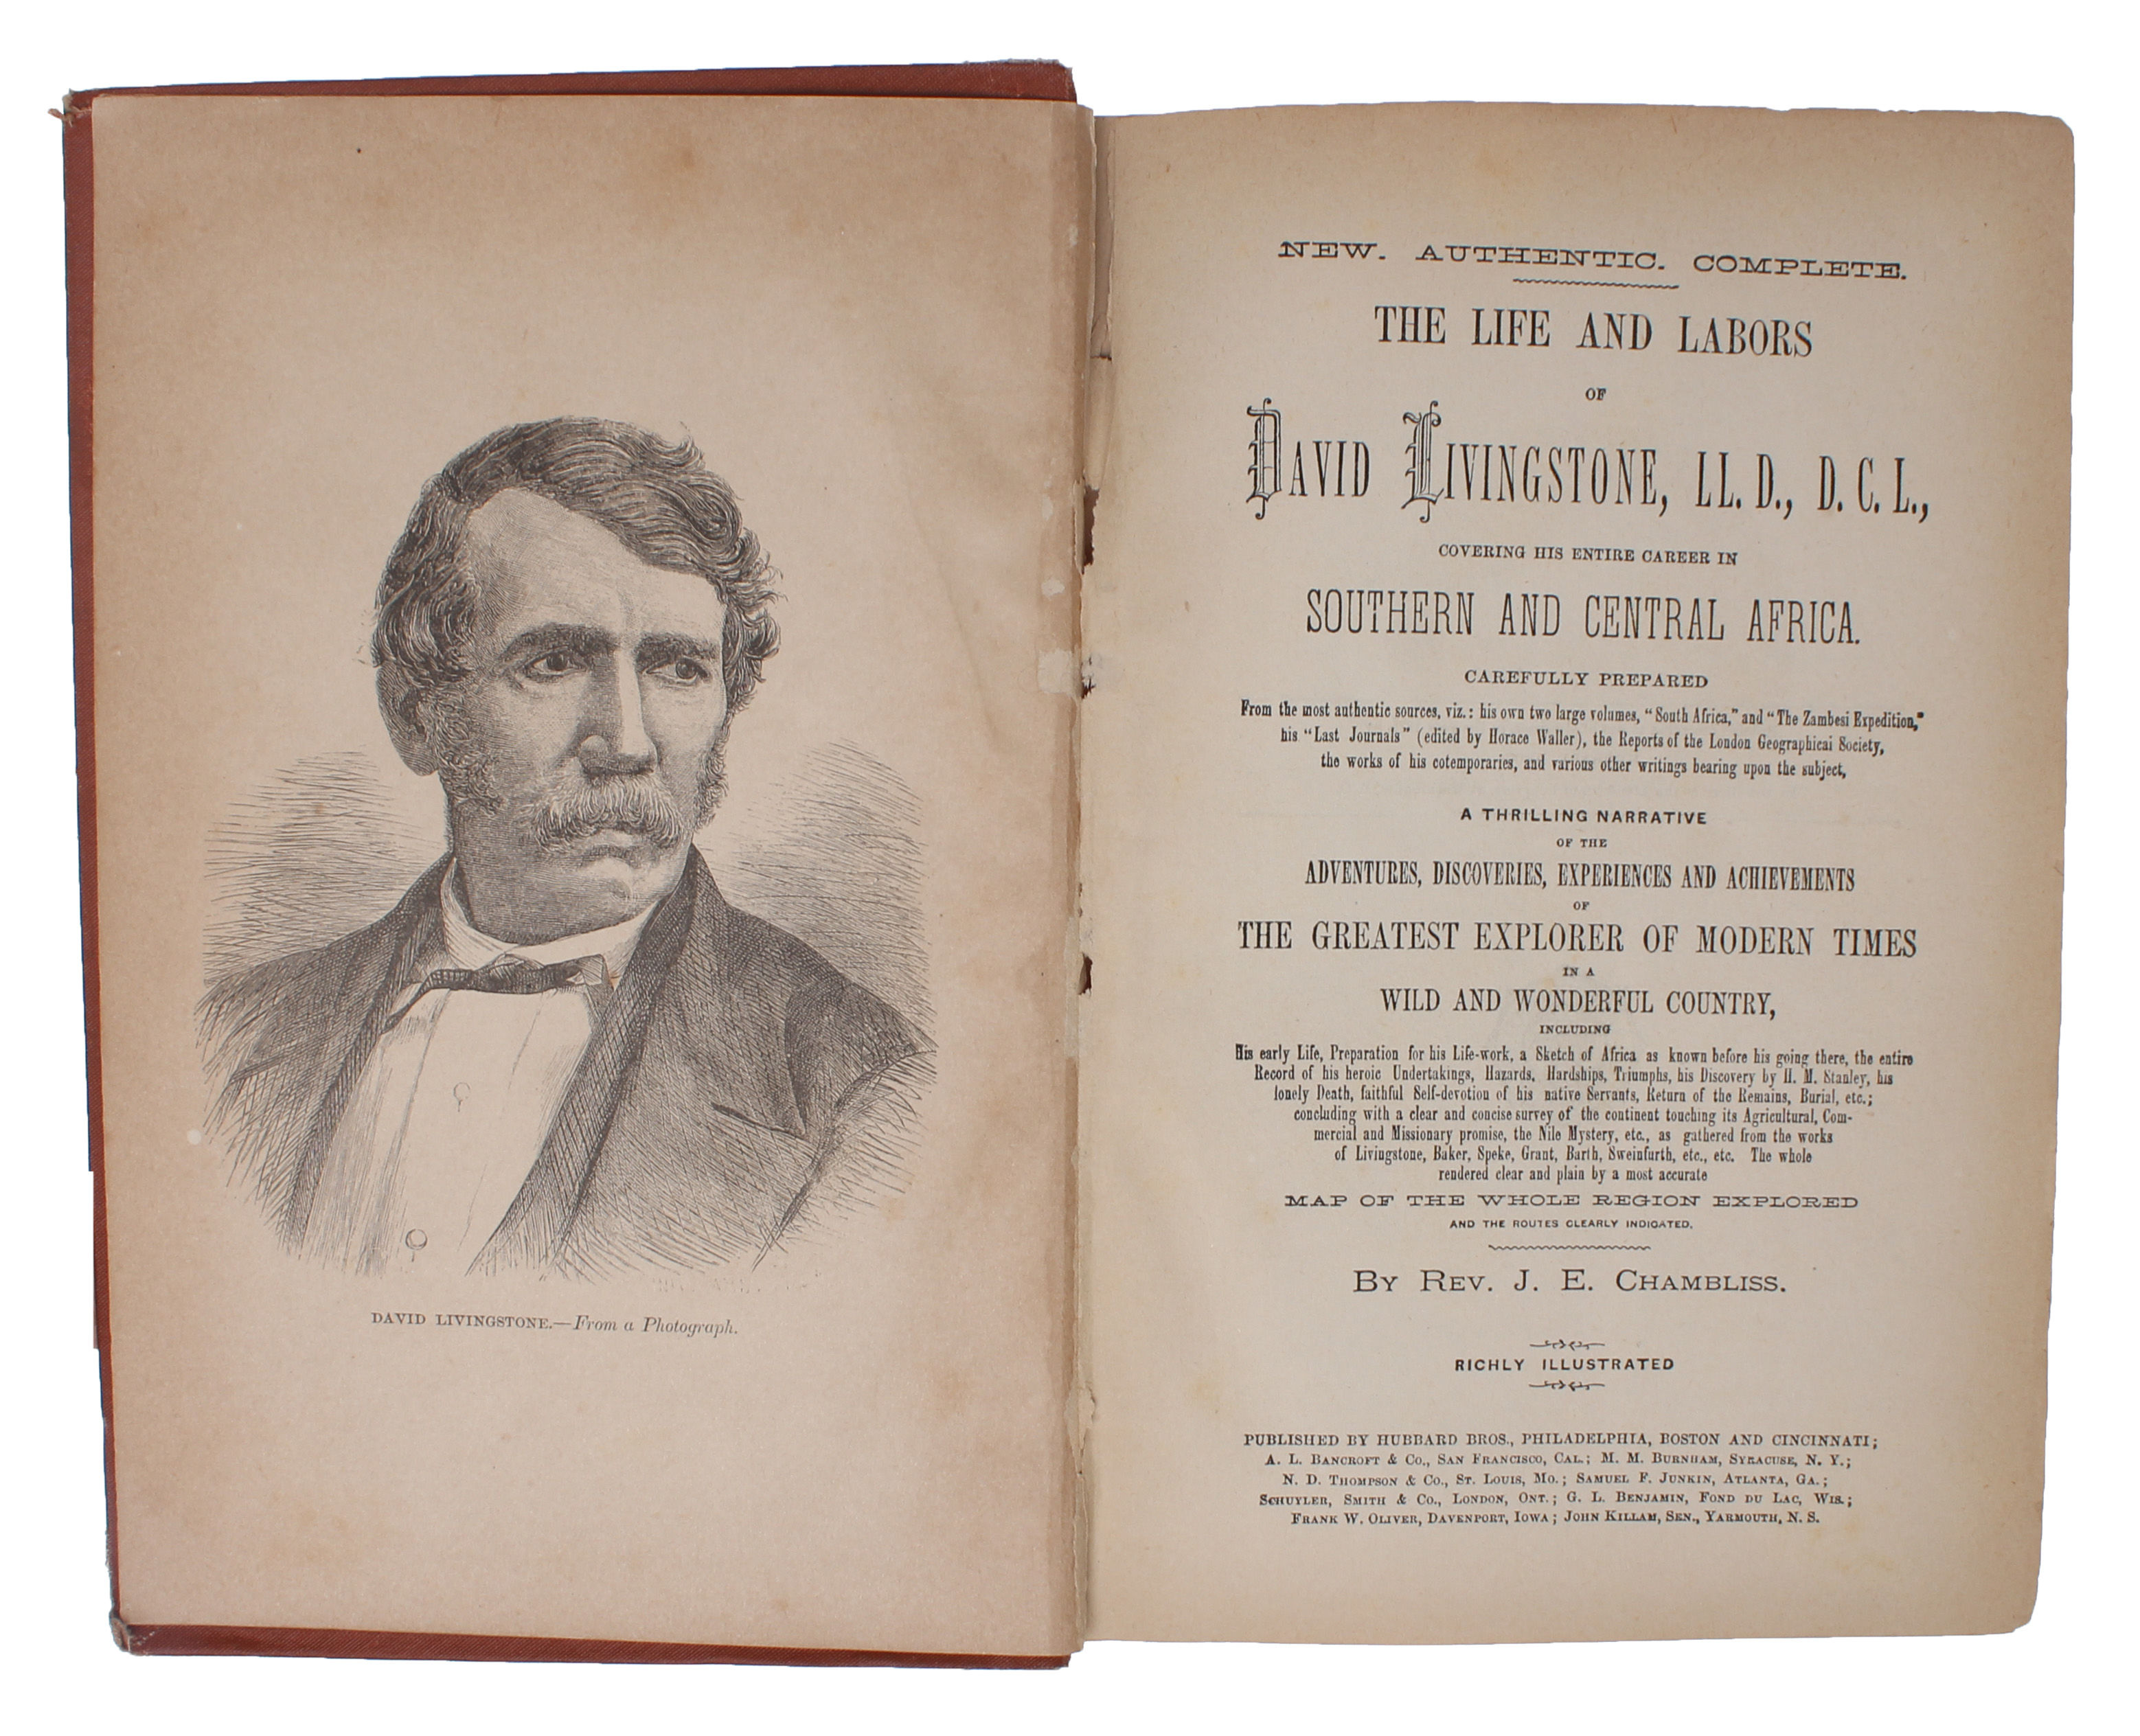 DAVID LIVINGSTONE.—From a Photograph.
NEW. AUTHENTIC. COMPLETE.
THE LIFE AND LABORS
OF
DAVID LIVINGSTONE, LL. D., D. C. L.,
COVERING HIS ENTIRE CAREER IN
SOUTHERN AND CENTRAL AFRICA.
CAREFULLY PREPARED
From the most authentic sources, viz.: his own two large volumes, "South Africa," and "The Zambesi Expedition,"
his "Last Journals" (edited by Horace Waller), the Reports of the London Geographical Society,
the works of his cotemporaries, and various other writings bearing upon the subject,
A THRILLING NARRATIVE
OF THE
ADVENTURES, DISCOVERIES, EXPERIENCES AND ACHIEVEMENTS
OF
THE GREATEST EXPLORER OF MODERN TIMES
IN A
WILD AND WONDERFUL COUNTRY,
INCLUDING
His early Life, Preparation for his Life-work, a Sketch of Africa as known before his going there, the entire
Record of his heroic Undertakings, Hazards, Hardships, Triumphs, his Discovery by H. M. Stanley, his
lonely Death, faithful Self-devotion of his native Servants, Return of the Remains, Burial, etc.;
concluding with a clear and concise survey of the continent touching its Agricultural, Com-
mercial and Missionary promise, the Nile Mystery, etc., as gathered from the works
of Livingstone, Baker, Speke, Grant, Barth, Sweinfurth, etc., etc. The whole
rendered clear and plain by a most accurate
MAP OF THE WHOLE REGION EXPLORED
AND THE ROUTES CLEARLY INDICATED.
BY REV. J. E. CHAMBLISS.
RICHLY ILLUSTRATED
PUBLISHED BY HUBBARD BROS., PHILADELPHIA, BOSTON AND CINCINNATI;
A. L. BANCROFT & CO., SAN FRANCISCO, CAL.; M. M. BURNHAM, SYRACUSE, N. Y.;
N. D. THOMPSON & CO., ST. LOUIS, MO.; SAMUEL F. JUNKIN, ATLANTA, GA.;
SCHUYLER, SMITH & CO., LONDON, ONT.; G. L. BENJAMIN, FOND DU LAC, WIS.;
FRANK W. OLIVER, DAVENPORT, IOWA; JOHN KILLAM, SEN., YARMOUTH, N. S.